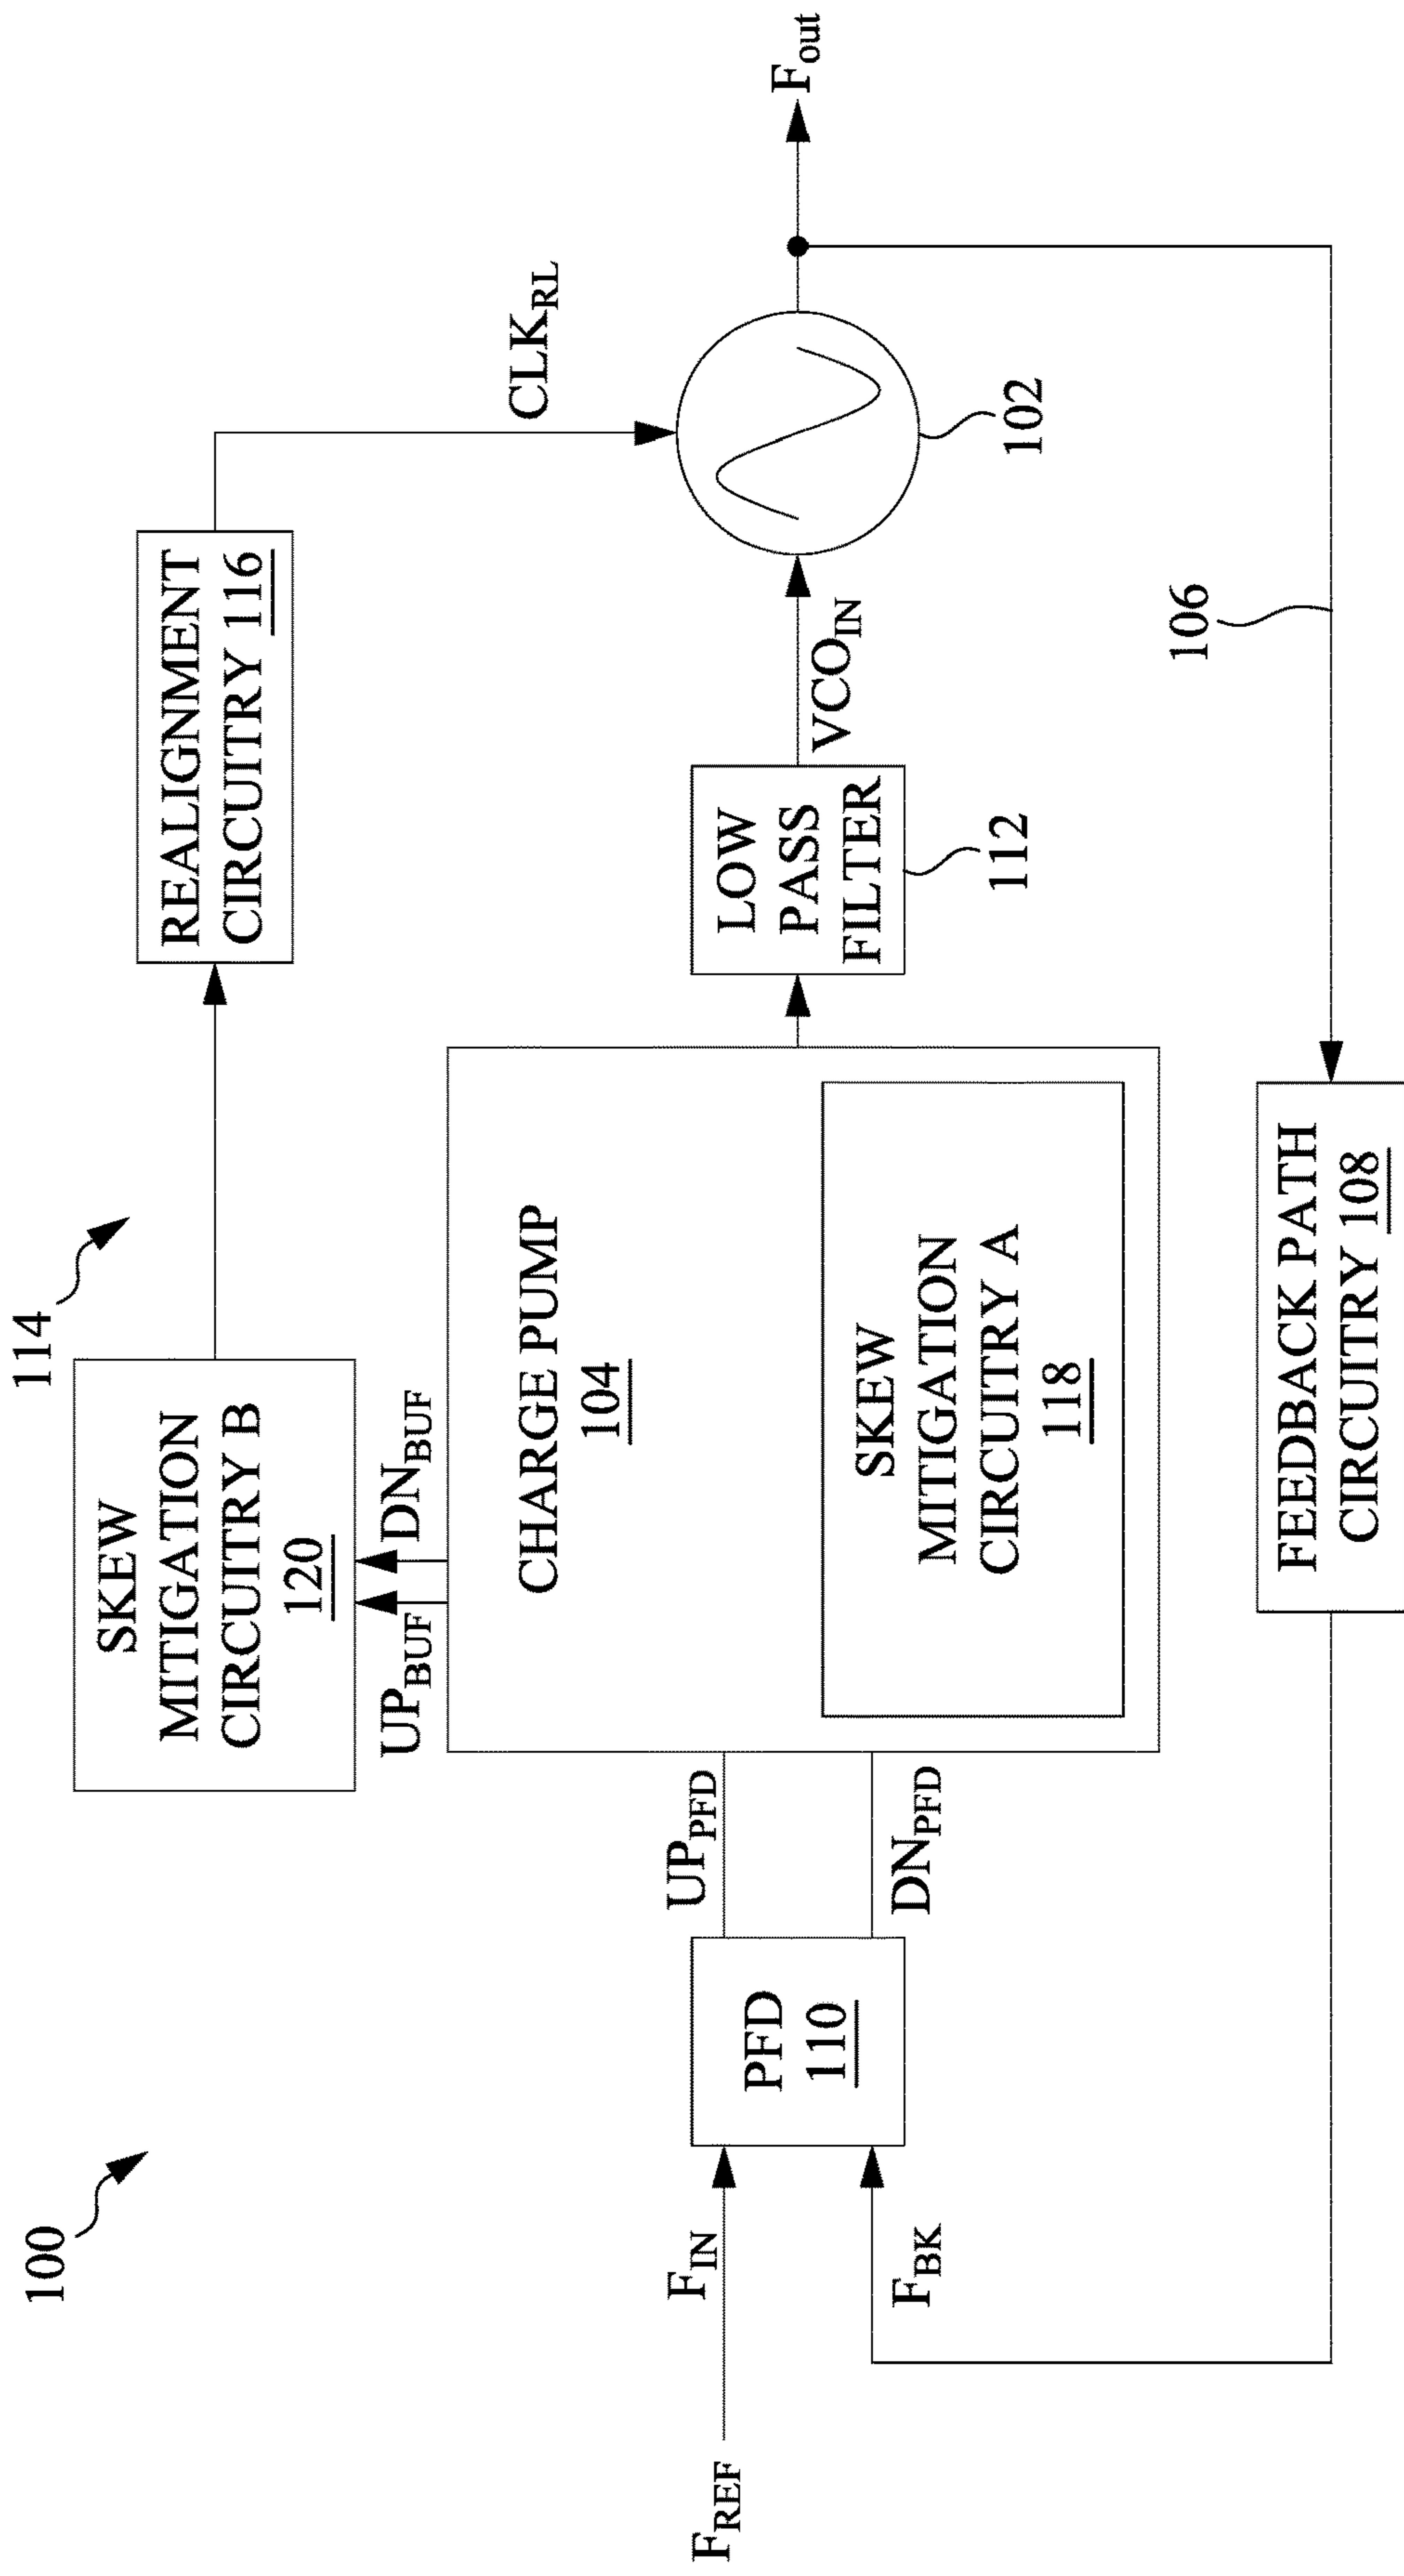 100
114
SKEW
MITIGATION
CIRCUITRY B
120
REALIGNMENT
CIRCUITRY 116
CLK_RL
UP_BUF
DN_BUF
CHARGE PUMP
104
SKEW
MITIGATION
CIRCUITRY A
118
F_REF
F_IN
F_BK
PFD
110
UP_PFD
DN_PFD
LOW
PASS
FILTER
112
VCO_IN
102
F_out
106
FEEDBACK PATH
CIRCUITRY 108